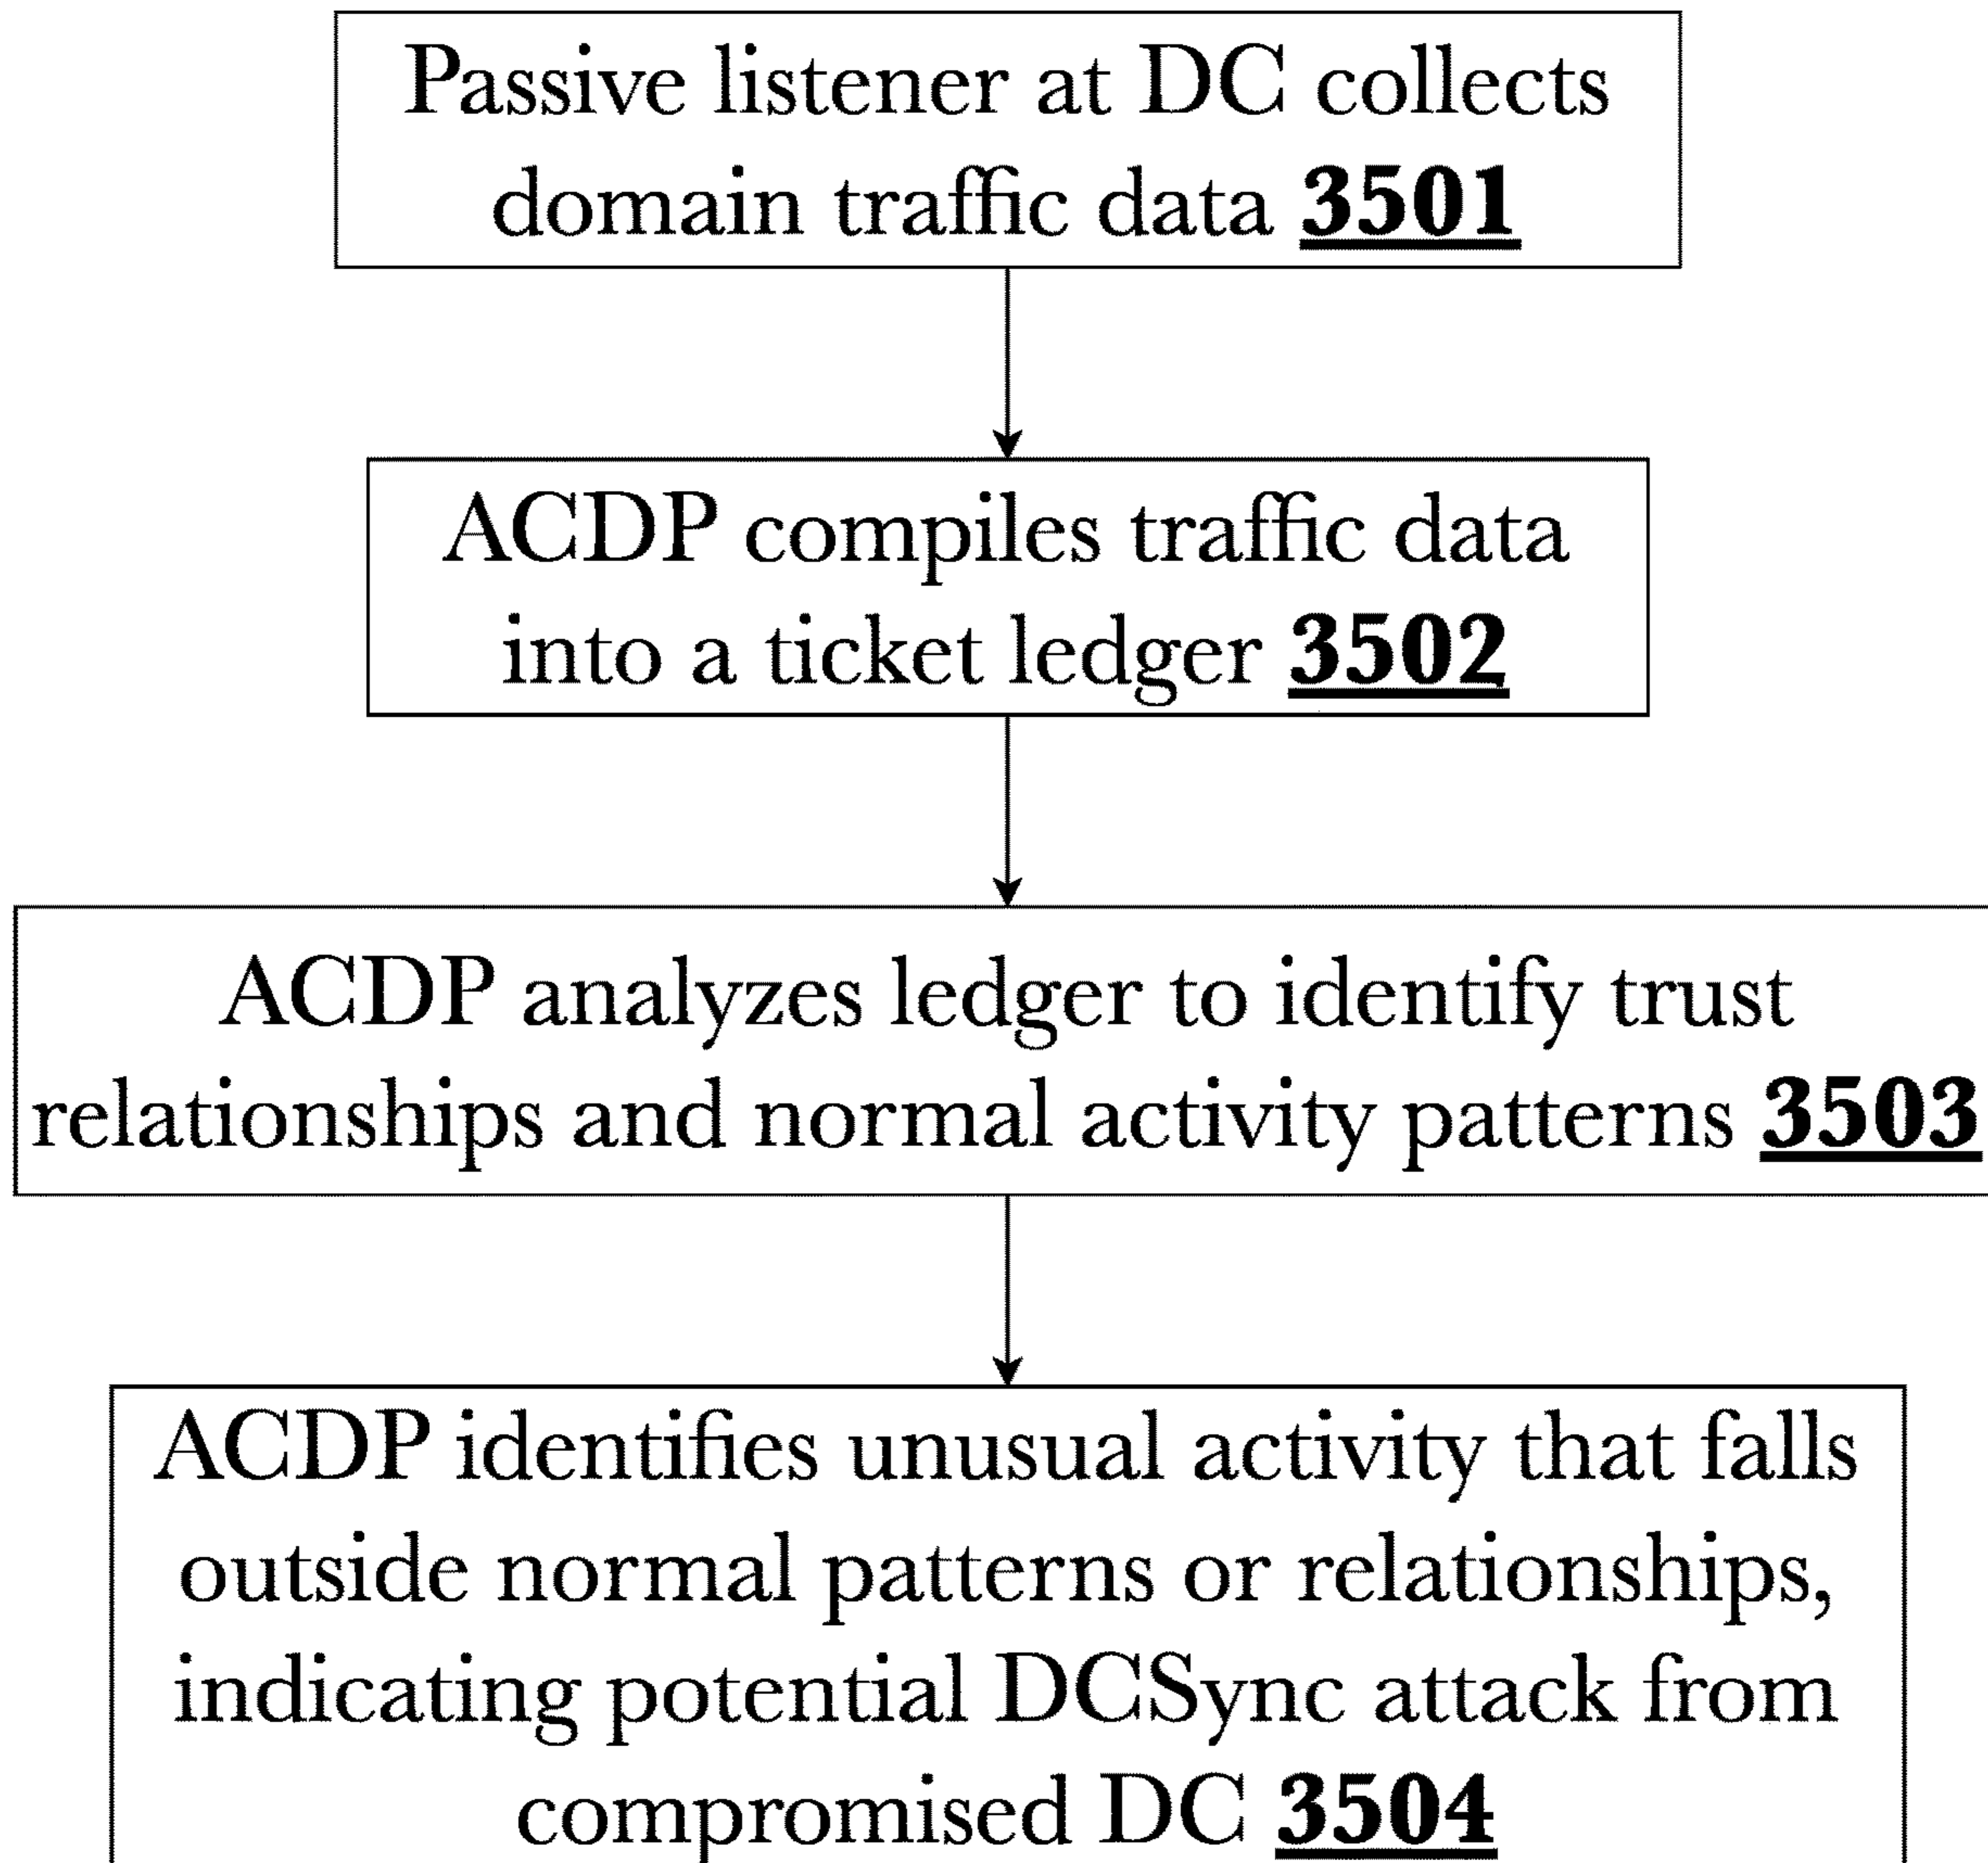 Passive listener at DC collects
domain traffic data 3501
ACDP compiles traffic data
into a ticket ledger 3502
ACDP analyzes ledger to identify trust
relationships and normal activity patterns 3503
ACDP identifies unusual activity that falls
outside normal patterns or relationships,
indicating potential DCSync attack from
compromised DC 3504